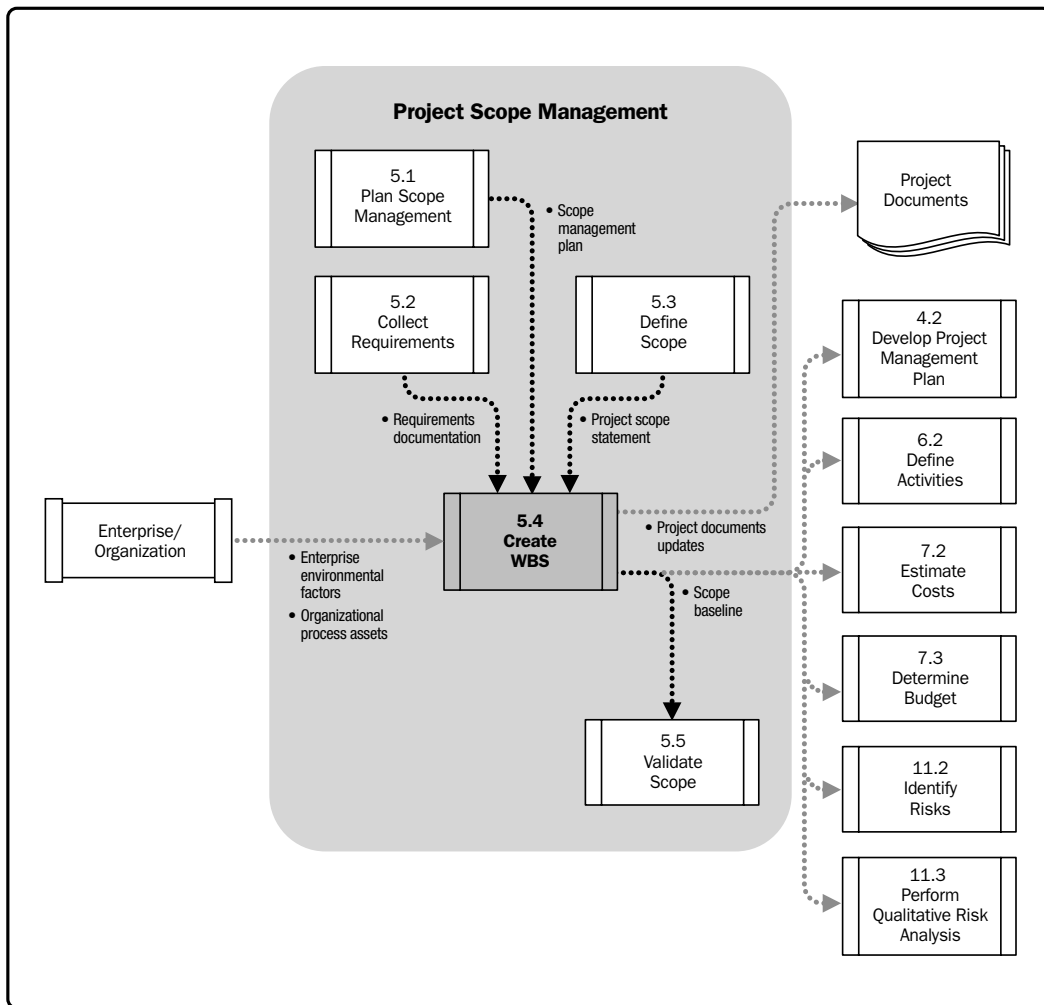 Project Scope Management
5.1
Plan Scope
Management
• Scope
management
plan
Project
Documents
5.2
Collect
Requirements
5.3
Define
Scope
4.2
Develop Project
Management
Plan
• Requirements
documentation
• Project scope
statement
6.2
Define
Activities
Enterprise/
Organization
• Enterprise
environmental
factors
• Organizational
process assets
5.4
Create
WBS
• Project documents
updates
• Scope
baseline
7.2
Estimate
Costs
7.3
Determine
Budget
5.5
Validate
Scope
11.2
Identify
Risks
11.3
Perform
Qualitative Risk
Analysis